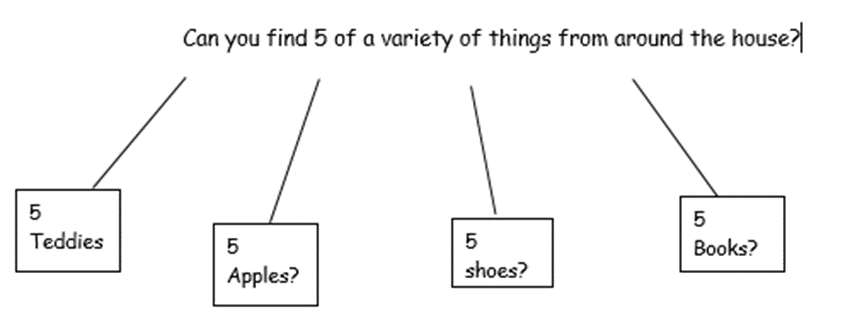 Can you find 5 of a variety of things from around the house?
5
Teddies
5
Apples?
5
shoes?
5
Books?